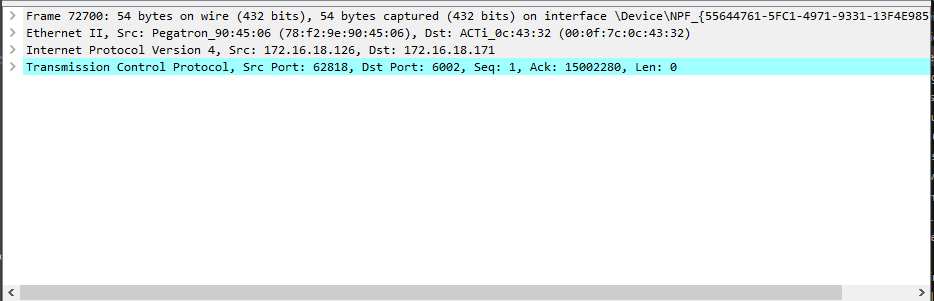 Frame 72700: 54 bytes on wire (432 bits), 54 bytes captured (432 bits) on interface \Device\NPF_{55644761-5FC1-4971-9331-13F4E985
Ethernet II, Src: Pegatron_90:45:06 (78:f2:9e:90:45:06), Dst: ACTi_0c:43:32 (00:0f:7c:0c:43:32)
Internet Protocol Version 4, Src: 172.16.18.126, Dst: 172.16.18.171
Transmission Control Protocol, Src Port: 62818, Dst Port: 6002, Seq: 1, Ack: 15002280, Len: 0